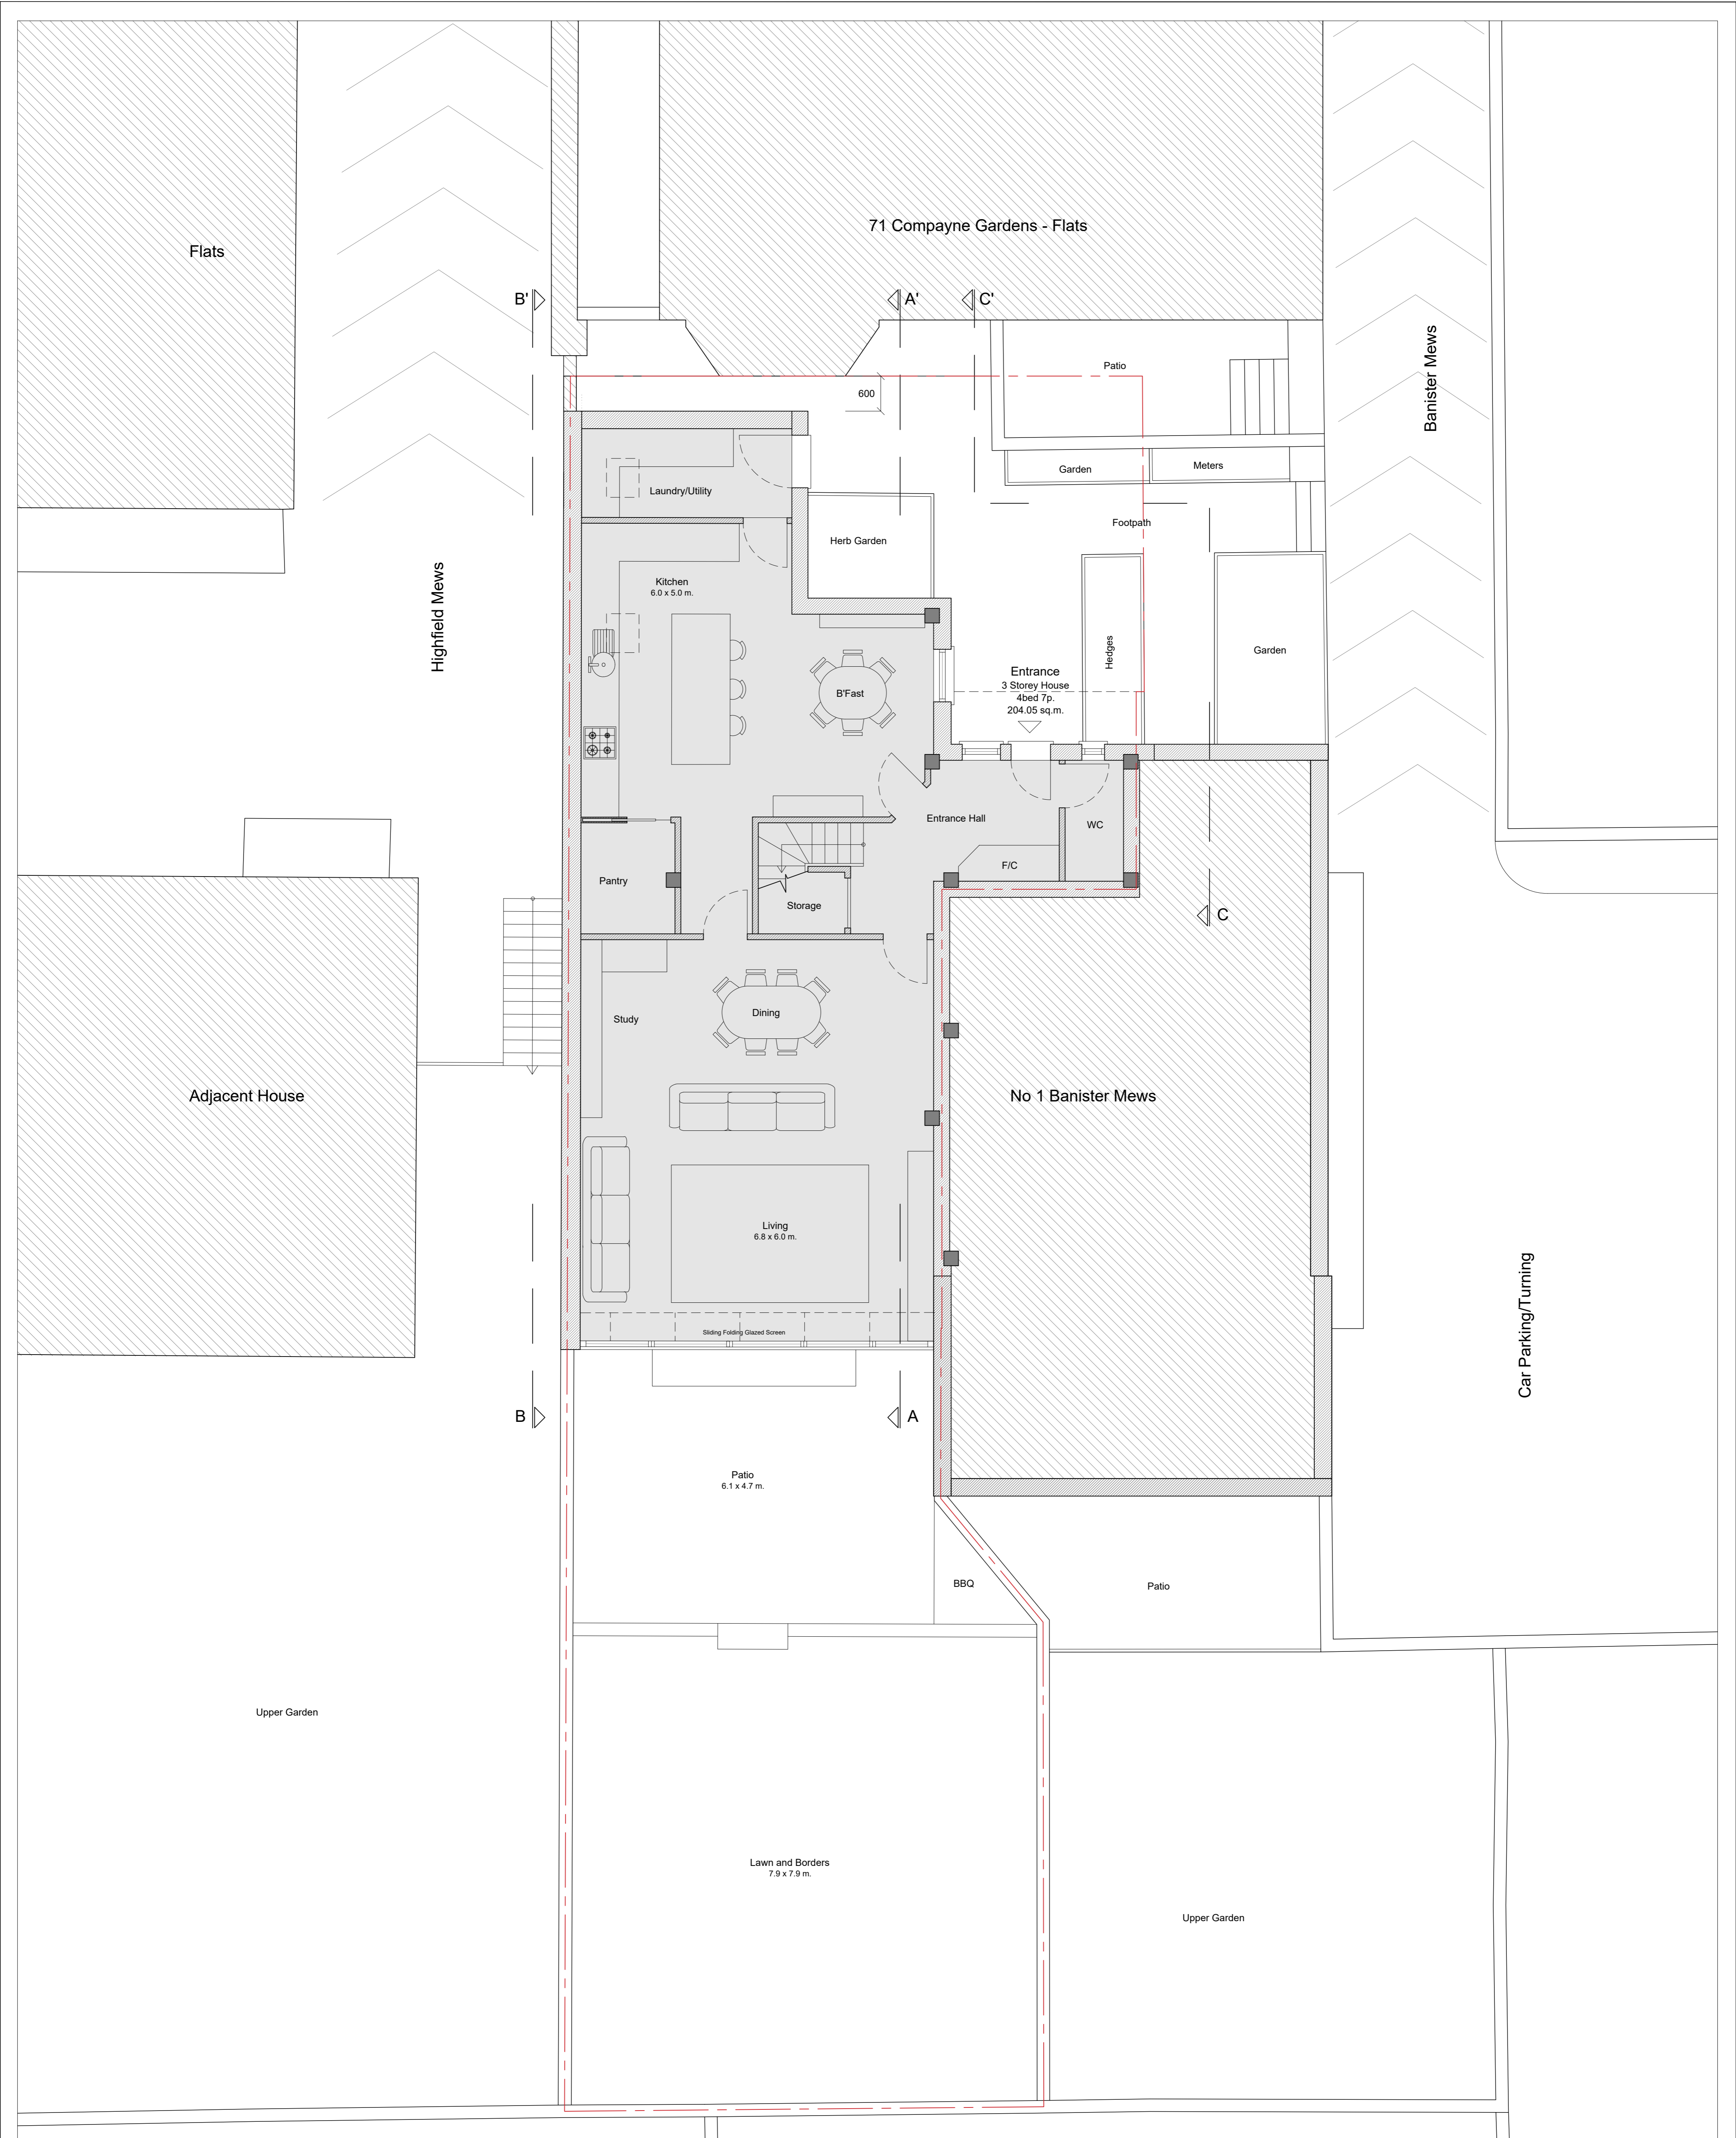 71 Compayne Gardens - Flats
Flats
B'
A'
C'
Patio
Banister Mews
600
Garden
Meters
Laundry/Utility
Footpath
Herb Garden
Highfield Mews
Kitchen
6.0 x 5.0 m.
Hedges
Garden
Entrance
3 Storey House
4bed 7p.
204.05 sq.m.
B'Fast
Entrance Hall
WC
F/C
Pantry
Storage
C
Study
Dining
Adjacent House
No 1 Banister Mews
Living
6.8 x 6.0 m.
Car Parking/Turning
Sliding Folding Glazed Screen
B
A
Patio
6.1 x 4.7 m.
BBQ
Patio
Upper Garden
Lawn and Borders
7.9 x 7.9 m.
Upper Garden